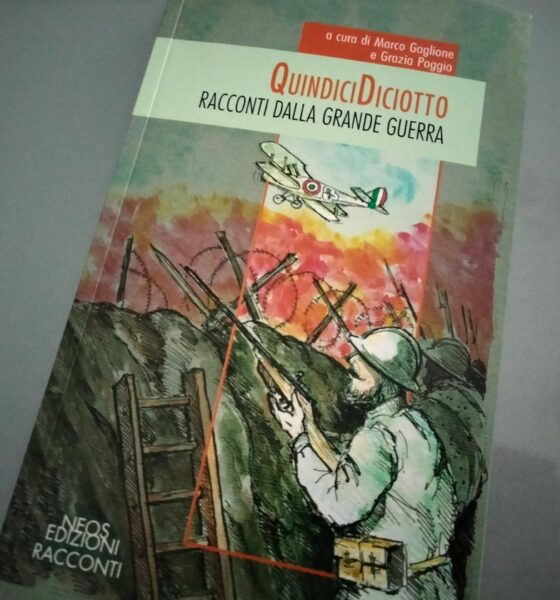 a cura di Marco Gaglione
e Grazia Poggio
QUINDICIDICIOTTO
RACCONTI DALLA GRANDE GUERRA
NEOS
EDIZIONI
RACCONTI